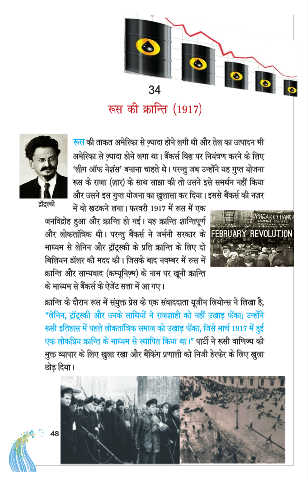 34
रूस की क्रान्ति (1917)
रूस की ताकत अमेरिका से ज़्यादा होने लगी थी और तेल का उत्पादन भी
अमेरिका से ज़्यादा होने लगा था। बैंकर्स विश्व पर नियंत्रण करने के लिए
'लीग ऑफ नेशंस' बनाना चाहते थे। परन्तु जब उन्होंने यह गुप्त योजना
रूस के राजा (ज़ार) के साथ साझा की तो उसने इसे समर्थन नहीं किया
और उसने इस गुप्त योजना का खुलासा कर दिया। इससे बैंकर्स की नज़र
में वो खटकने लगा। फरवरी 1917 में रूस में एक
ट्रॉट्स्की
जनविद्रोह हुआ और क्रान्ति हो गई। यह क्रान्ति शान्तिपूर्ण
और लोकतांत्रिक थी। परन्तु बैंकर्स ने जर्मनी सरकार के
माध्यम से लेनिन और ट्रॉट्स्की के प्रति क्रान्ति के लिए दो
बिलियन डॉलर की मदद की। जिसके बाद नवम्बर में रूस में
क्रान्ति और साम्यवाद (कम्यूनिज़्म) के नाम पर खूनी क्रान्ति
के माध्यम से बैंकर्स के एजेंट सत्ता में आ गए।
FEBRUARY REVOLUTION
क्रान्ति के दौरान रूस में संयुक्त प्रेस के एक संवाददाता यूजीन लियोन्स ने लिखा है,
"लेनिन, ट्रॉट्स्की और उनके साथियों ने राजशाही को नहीं उखाड़ फेंका; उन्होंने
रूसी इतिहास में पहले लोकतांत्रिक समाज को उखाड़ फेंका, जिसे मार्च 1917 में हुई
एक लोकप्रिय क्रान्ति के माध्यम से स्थापित किया था।" पार्टी ने रूसी वाणिज्य को
मुक्त व्यापार के लिए खुला रखा और बैंकिंग प्रणाली को निजी हेरफेर के लिए खुला
छोड़ दिया।
48